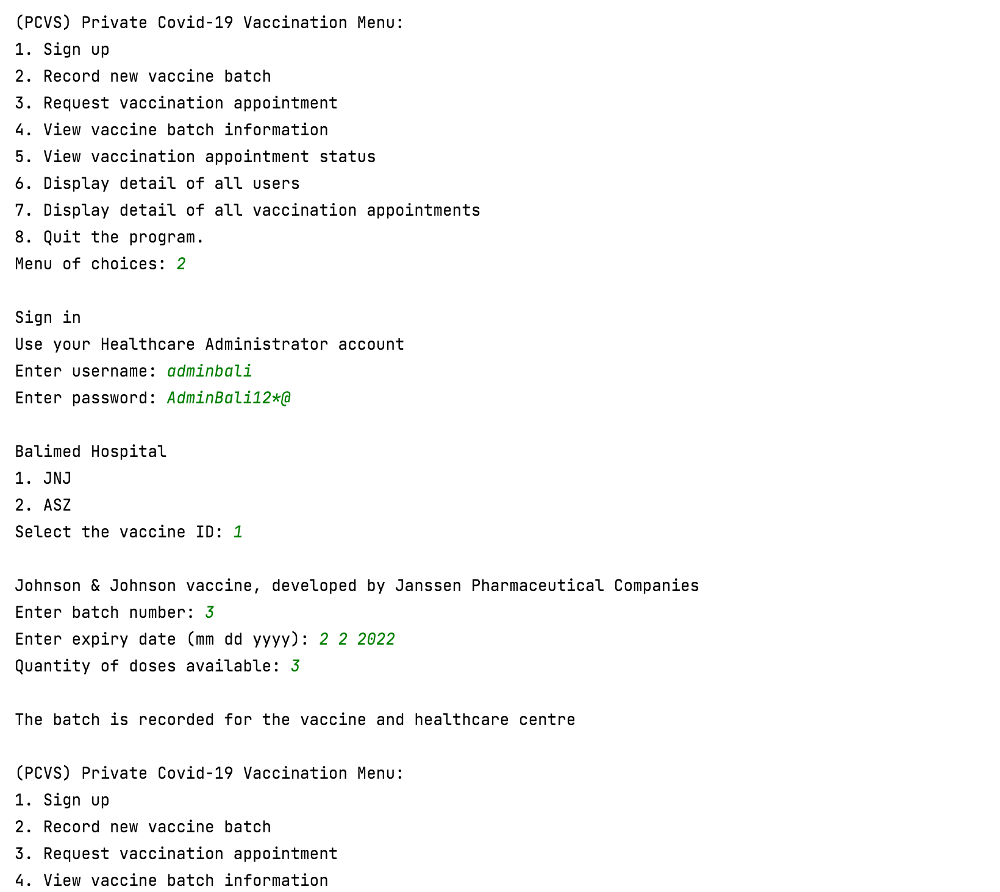 (PCVS) Private Covid-19 Vaccination Menu:
1. Sign up
2. Record new vaccine batch
3. Request vaccination appointment
4. View vaccine batch information
5. View vaccination appointment status
6. Display detail of all users
7. Display detail of all vaccination appointments
8. Quit the program.
Menu of choices: 2
Sign in
Use your Healthcare Administrator account
Enter username: adminbali
Enter password: AdminBali12*@
Balimed Hospital
1. JNJ
2. ASZ
Select the vaccine ID: 1
Johnson & Johnson vaccine, developed by Janssen Pharmaceutical Companies
Enter batch number: 3
Enter expiry date (mm dd yyyy): 2 2 2022
Quantity of doses available: 3
The batch is recorded for the vaccine and healthcare centre
(PCVS) Private Covid-19 Vaccination Menu:
1. Sign up
2. Record new vaccine batch
3. Request vaccination appointment
4. View vaccine batch information